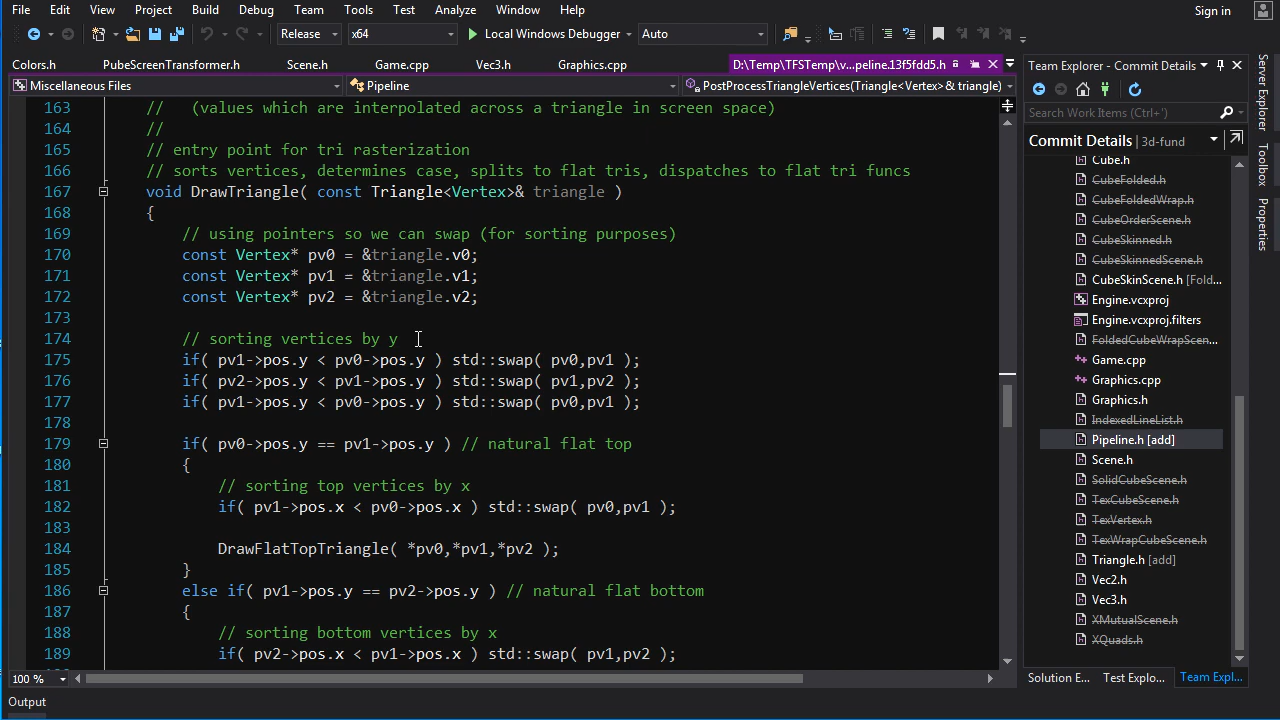 File Edit View Project Build Debug Team Tools Test Analyze Window Help Sign in
Release x64 Local Windows Debugger Auto
Colors.h PubeScreenTransformer.h Scene.h Game.cpp Vec3.h Graphics.cpp D:\Temp\TFSTemp\v...peline.13f5fdd5.h
Miscellaneous Files Pipeline PostProcessTriangleVertices(Triangle<Vertex> & triangle)
163 // (values which are interpolated across a triangle in screen space)
164 //
165 // entry point for tri rasterization
166 // sorts vertices, determines case, splits to flat tris, dispatches to flat tri funcs
167 void DrawTriangle( const Triangle<Vertex>& triangle )
168 {
169 // using pointers so we can swap (for sorting purposes)
170 const Vertex* pv0 = &triangle.v0;
171 const Vertex* pv1 = &triangle.v1;
172 const Vertex* pv2 = &triangle.v2;
173
174 // sorting vertices by y
175 if( pv1->pos.y < pv0->pos.y ) std::swap( pv0,pv1 );
176 if( pv2->pos.y < pv1->pos.y ) std::swap( pv1,pv2 );
177 if( pv1->pos.y < pv0->pos.y ) std::swap( pv0,pv1 );
178
179 if( pv0->pos.y == pv1->pos.y ) // natural flat top
180 {
181 // sorting top vertices by x
182 if( pv1->pos.x < pv0->pos.x ) std::swap( pv0,pv1 );
183
184 DrawFlatTopTriangle( *pv0,*pv1,*pv2 );
185 }
186 else if( pv1->pos.y == pv2->pos.y ) // natural flat bottom
187 {
188 // sorting bottom vertices by x
189 if( pv2->pos.x < pv1->pos.x ) std::swap( pv1,pv2 );
100 %
Output
Team Explorer - Commit Details
Search Work Items (Ctrl+')
Commit Details 3d-fund
Cube.h
CubeFolded.h
CubeFoldedWrap.h
CubeOrderScene.h
CubeSkinned.h
CubeSkinnedScene.h
CubeSkinScene.h [Fold...
Engine.vcxproj
Engine.vcxproj.filters
FoldedCubeWrapScen...
Game.cpp
Graphics.cpp
Graphics.h
IndexedLineList.h
Pipeline.h [add]
Scene.h
SolidCubeScene.h
TexCubeScene.h
TexVertex.h
TexWrapCubeScene.h
Triangle.h [add]
Vec2.h
Vec3.h
XMutualScene.h
XQuads.h
Solution E... Test Explo... Team Expl...
Server Explorer
Toolbox
Properties